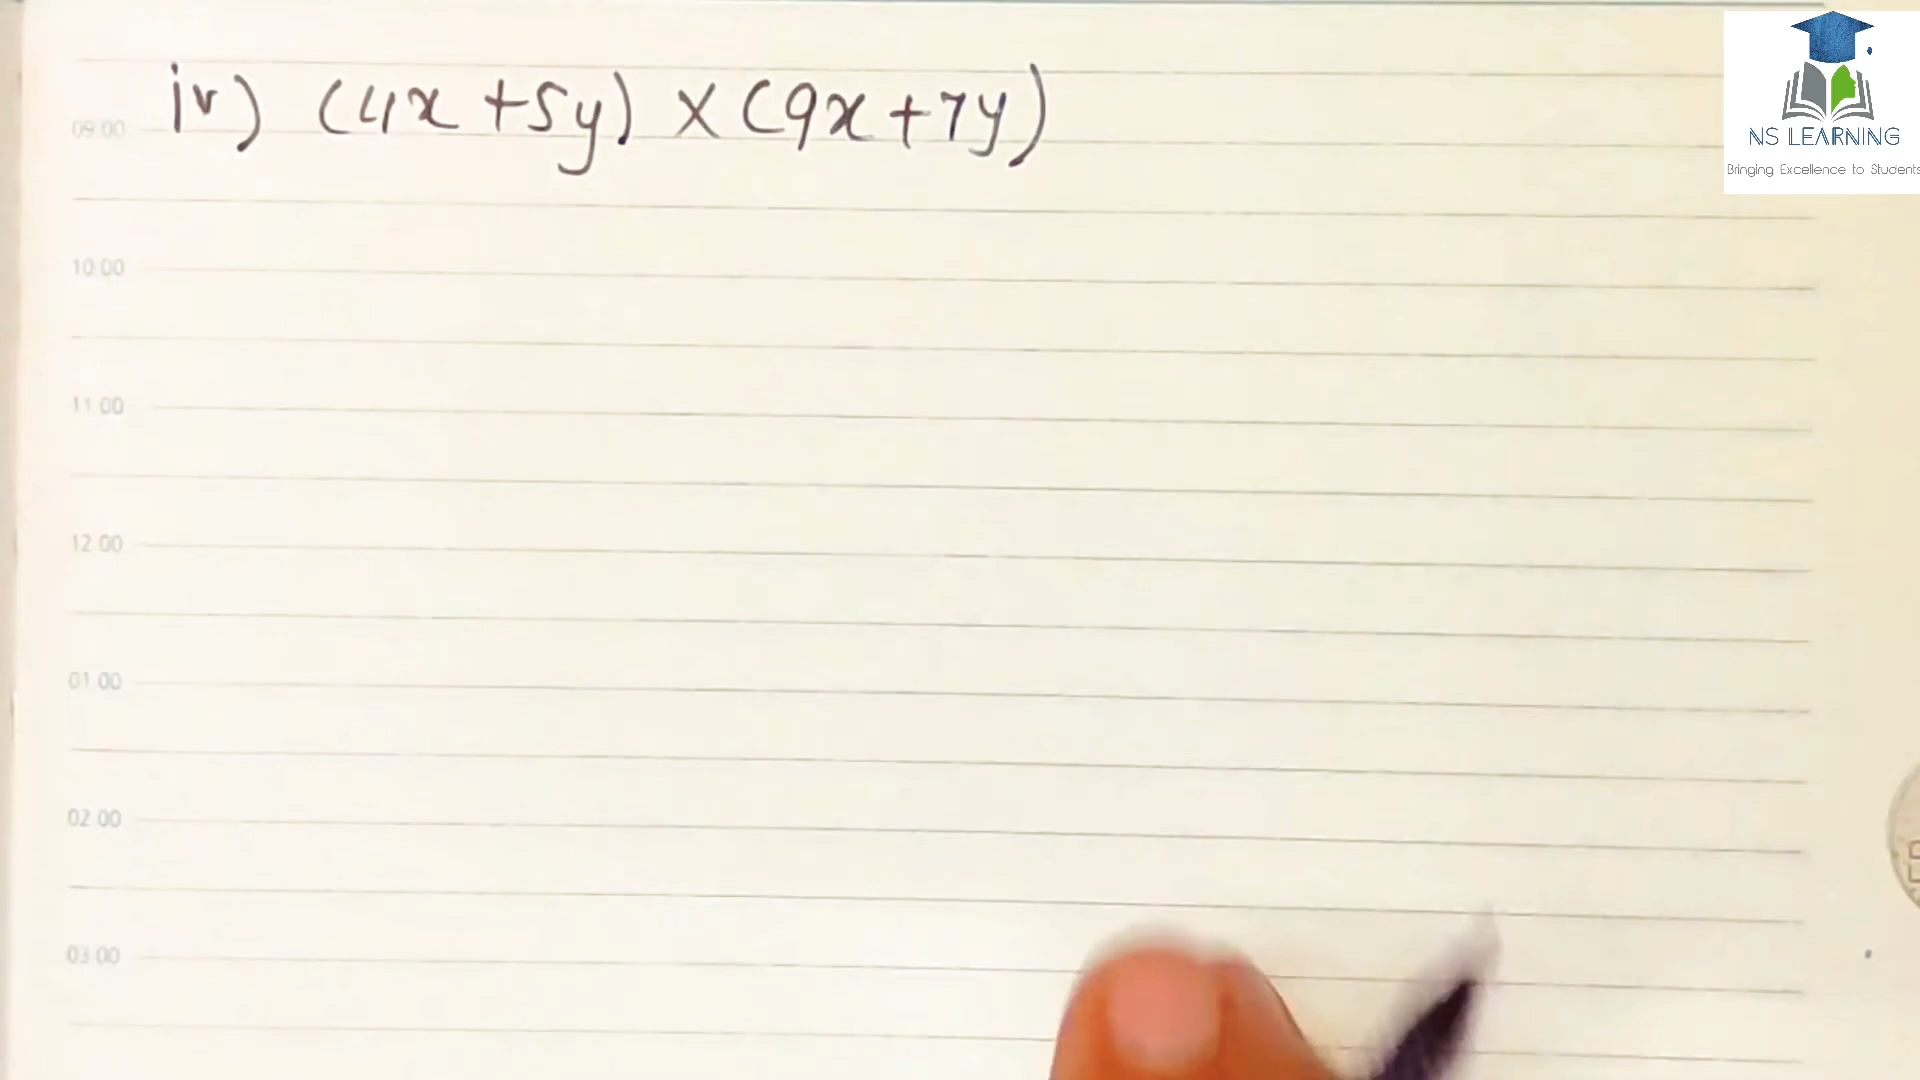 iv) (4x +5y) × (9x+7y)
NS LEARNING
Bringing Excellence to Students
09:00
10:00
11:00
12:00
01:00
02:00
03:00